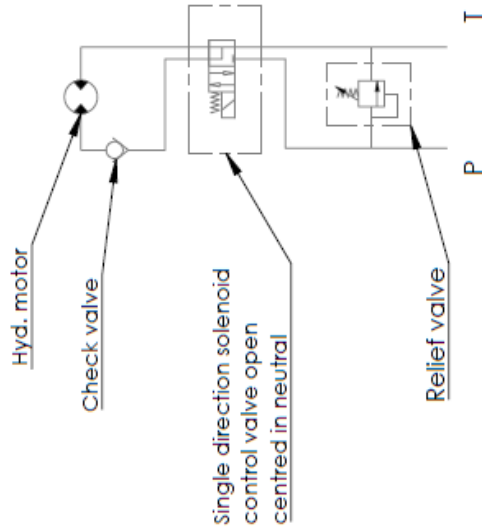 Hyd. motor
Check valve
Single direction solenoid
control valve open
centred in neutral
Relief valve
P
T